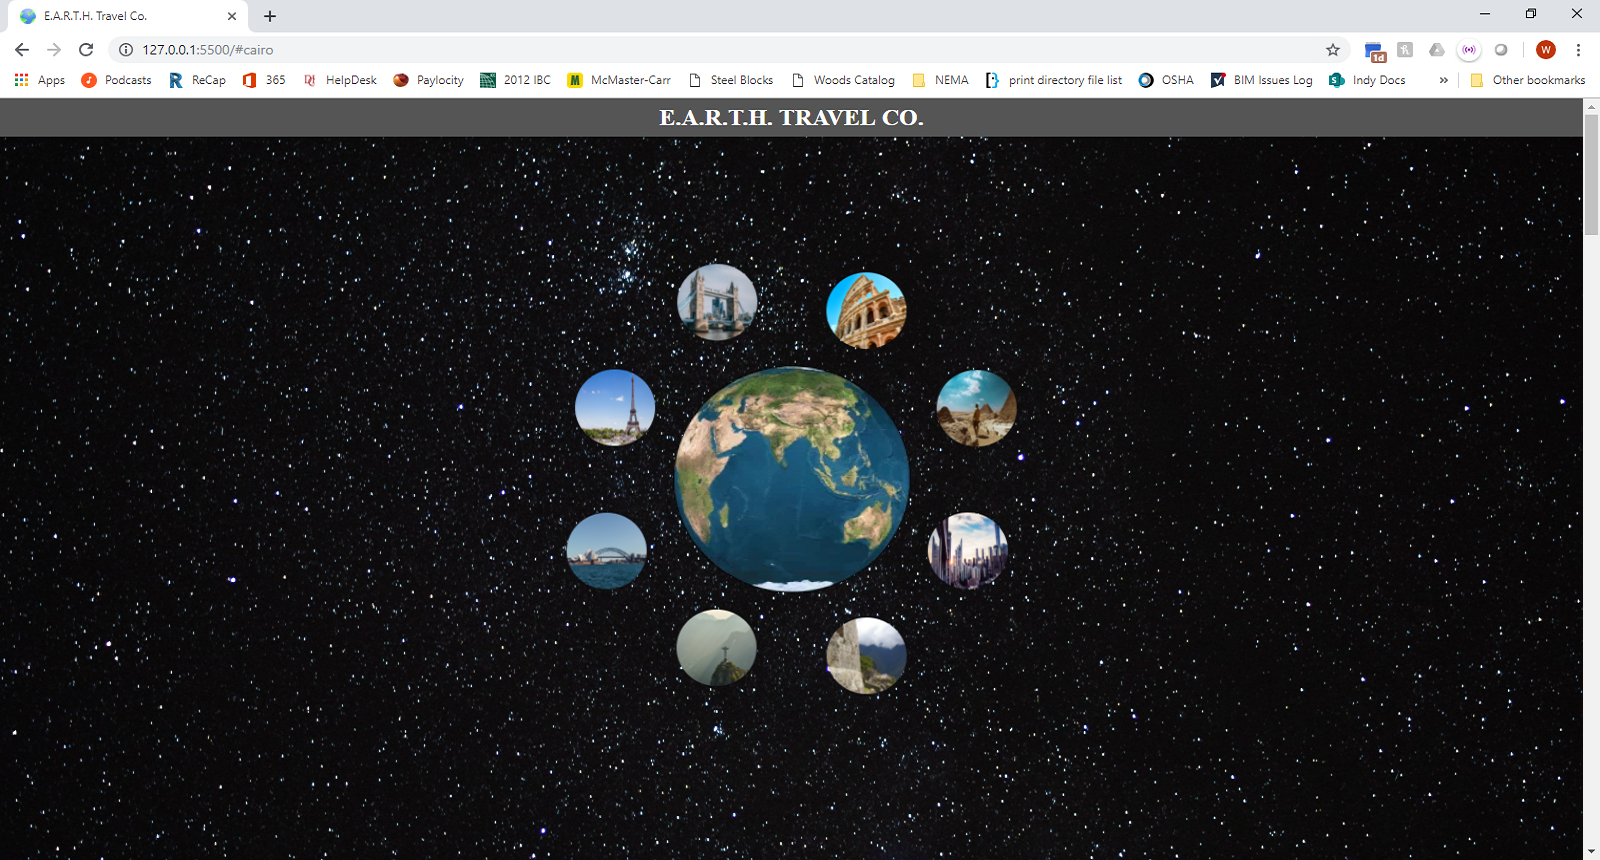 E.A.R.T.H. Travel Co.
127.0.0.1:5500/#cairo
1d
W
Apps Podcasts ReCap 365 HelpDesk Paylocity 2012 IBC M McMaster-Carr Steel Blocks Woods Catalog NEMA print directory file list OSHA BIM Issues Log Indy Docs » Other bookmarks
E.A.R.T.H. TRAVEL CO.